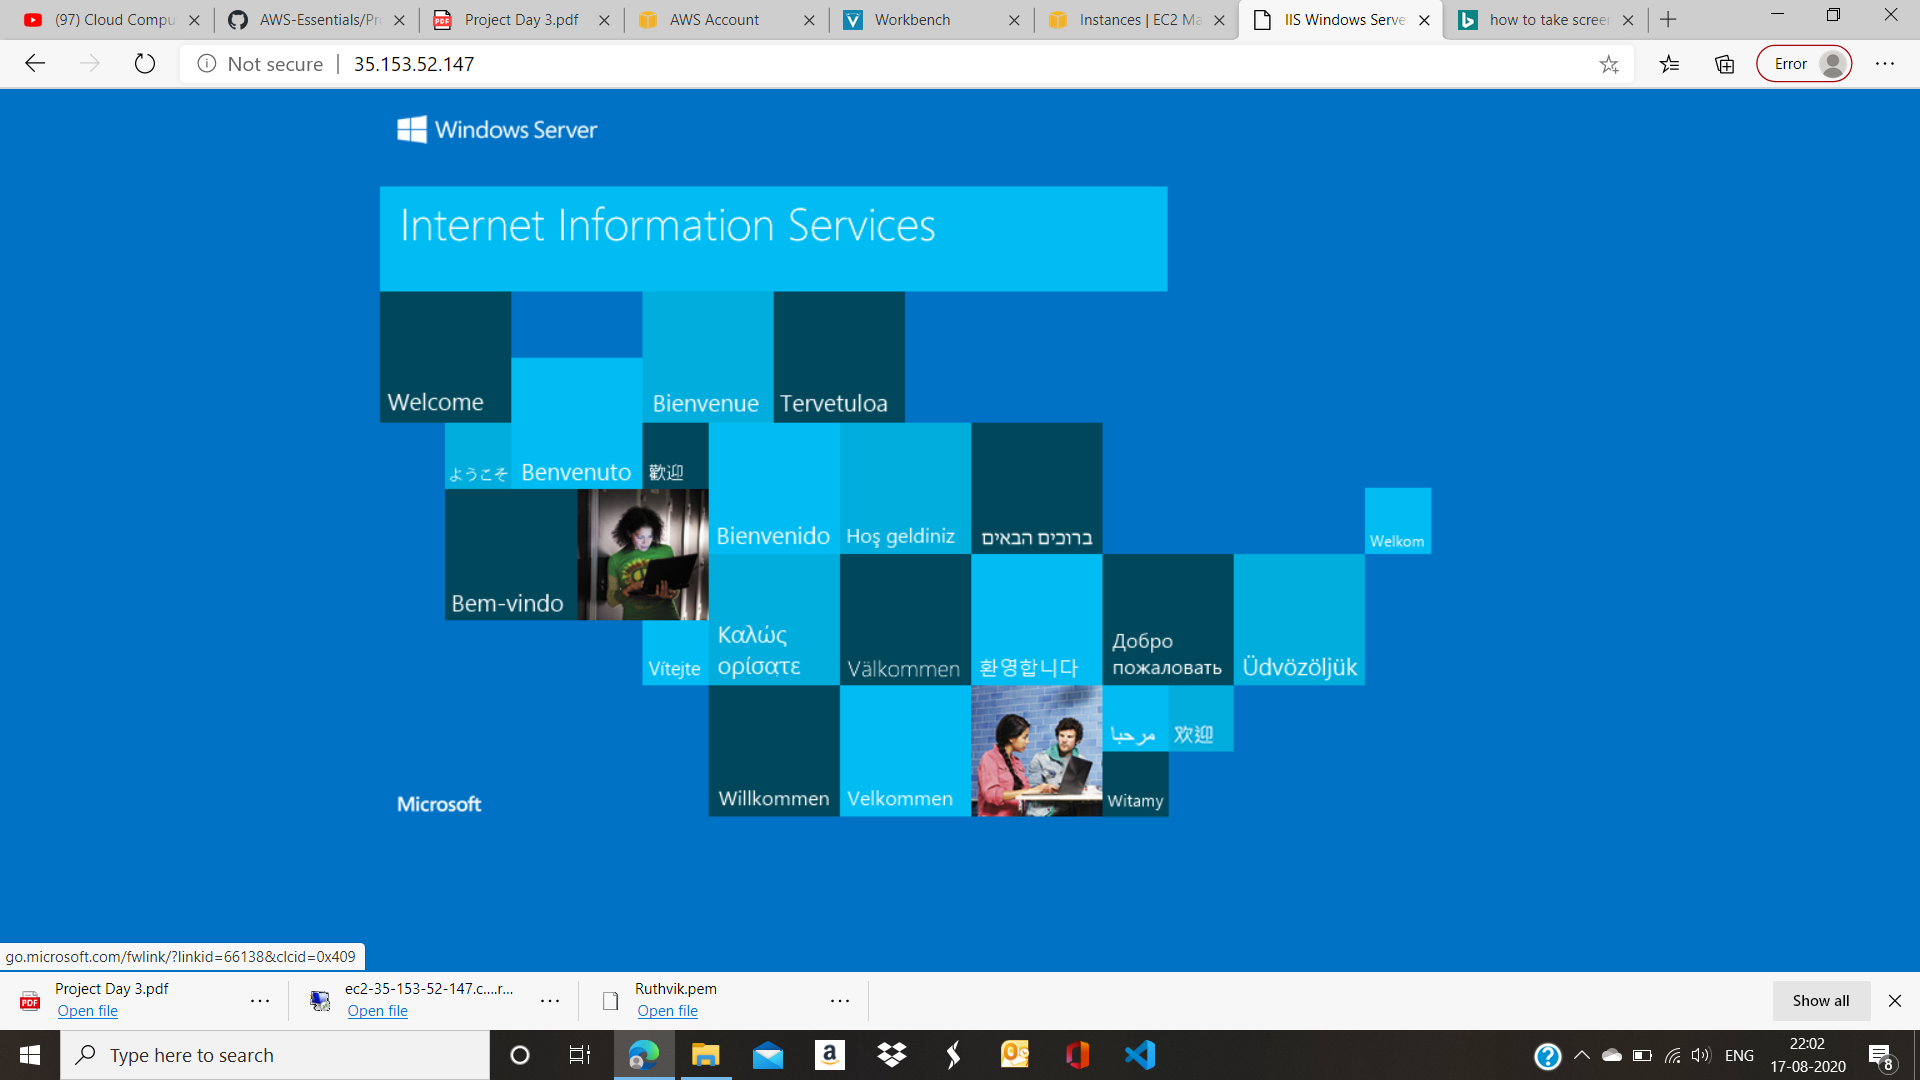 (97) Cloud Compu
AWS-Essentials/Pr
Project Day 3.pdf
AWS Account
Workbench
Instances | EC2 Ma
IIS Windows Serve
how to take screen
Not secure | 35.153.52.147
Error
Windows Server
Internet Information Services
Welcome
Bienvenue
Tervetuloa
ようこそ
Benvenuto
歡迎
Bem-vindo
Bienvenido
Hoş geldiniz
ברוכים הבאים
Welkom
Vítejte
Καλώς
ορίσατε
Välkommen
환영합니다
Добро
пожаловать
Üdvözöljük
Microsoft
Willkommen
Velkommen
مرحبا
欢迎
Witamy
go.microsoft.com/fwlink/?linkid=66138&clcid=0x409
Project Day 3.pdf
Open file
ec2-35-153-52-147.c....r...
Open file
Ruthvik.pem
Open file
Show all
Type here to search
ENG
22:02
17-08-2020
8